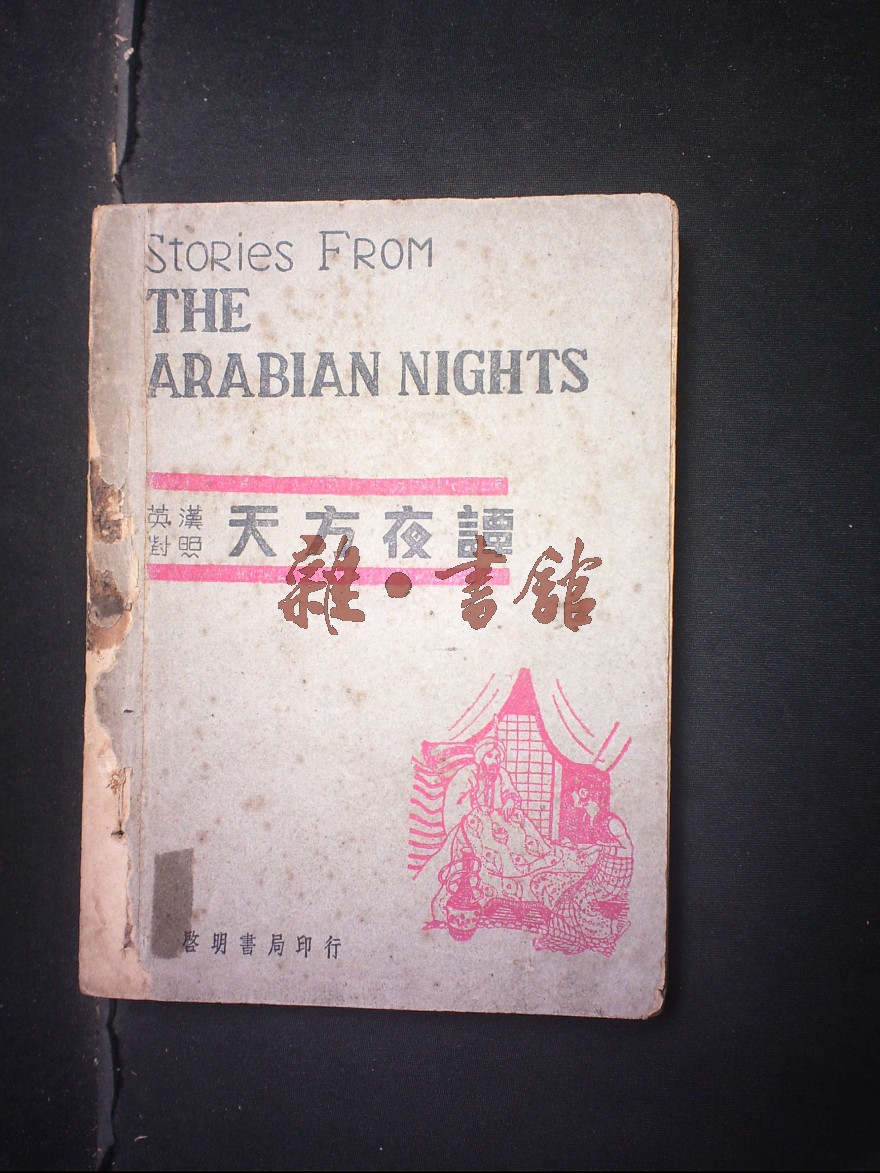 Stories From
THE
ARABIAN NIGHTS
英漢
對照
天方夜譚
雜·書館
啓明書局印行